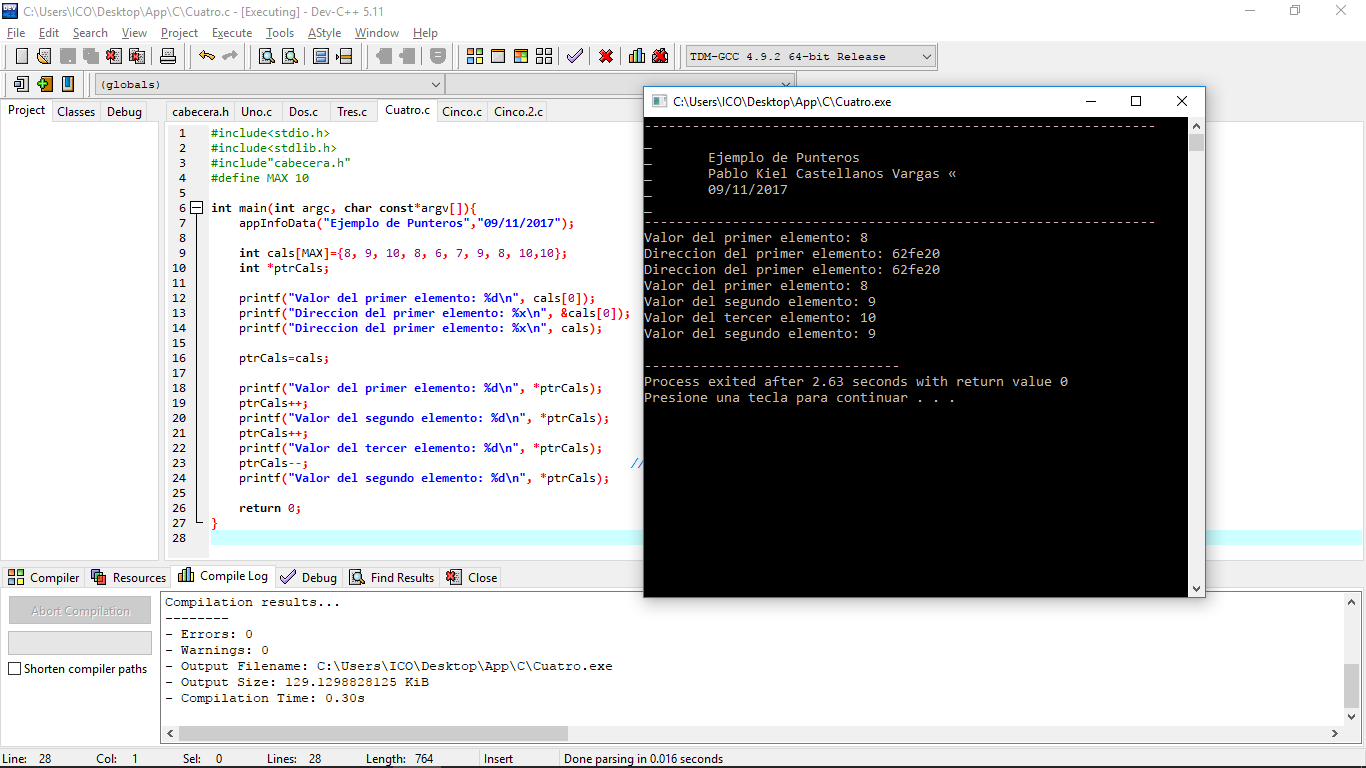 C:\Users\ICO\Desktop\App\C\Cuatro.c - [Executing] - Dev-C++ 5.11
File Edit Search View Project Execute Tools AStyle Window Help
TDM-GCC 4.9.2 64-bit Release
(globals)
Project Classes Debug
cabecera.h Uno.c Dos.c Tres.c Cuatro.c Cinco.c Cinco.2.c
1 #include<stdio.h>
2 #include<stdlib.h>
3 #include"cabecera.h"
4 #define MAX 10
5
6 int main(int argc, char const*argv[]){
7 appInfoData("Ejemplo de Punteros","09/11/2017");
8
9 int cals[MAX]={8, 9, 10, 8, 6, 7, 9, 8, 10,10};
10 int *ptrCals;
11
12 printf("Valor del primer elemento: %d\n", cals[0]);
13 printf("Direccion del primer elemento: %x\n", &cals[0]);
14 printf("Direccion del primer elemento: %x\n", cals);
15
16 ptrCals=cals;
17
18 printf("Valor del primer elemento: %d\n", *ptrCals);
19 ptrCals++;
20 printf("Valor del segundo elemento: %d\n", *ptrCals);
21 ptrCals++;
22 printf("Valor del tercer elemento: %d\n", *ptrCals);
23 ptrCals--; //
24 printf("Valor del segundo elemento: %d\n", *ptrCals);
25
26 return 0;
27 }
28
C:\Users\ICO\Desktop\App\C\Cuatro.exe
----------------------------------------------------------------
_
_ Ejemplo de Punteros
_ Pablo Kiel Castellanos Vargas «
_ 09/11/2017
_
----------------------------------------------------------------
Valor del primer elemento: 8
Direccion del primer elemento: 62fe20
Direccion del primer elemento: 62fe20
Valor del primer elemento: 8
Valor del segundo elemento: 9
Valor del tercer elemento: 10
Valor del segundo elemento: 9
--------------------------------
Process exited after 2.63 seconds with return value 0
Presione una tecla para continuar . . .
Compiler Resources Compile Log Debug Find Results Close
Abort Compilation
Shorten compiler paths
Compilation results...
--------
- Errors: 0
- Warnings: 0
- Output Filename: C:\Users\ICO\Desktop\App\C\Cuatro.exe
- Output Size: 129.1298828125 KiB
- Compilation Time: 0.30s
Line: 28 Col: 1 Sel: 0 Lines: 28 Length: 764 Insert Done parsing in 0.016 seconds